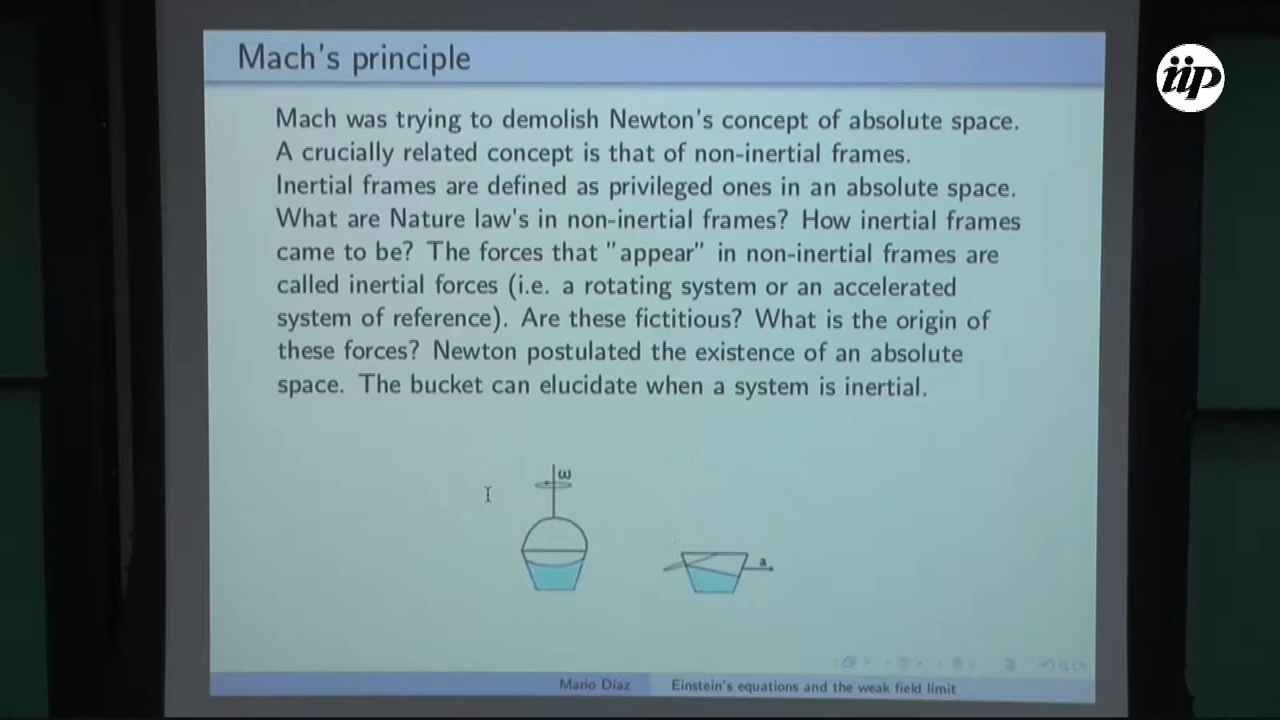 Mach's principle
iip
Mach was trying to demolish Newton's concept of absolute space.
A crucially related concept is that of non-inertial frames.
Inertial frames are defined as privileged ones in an absolute space.
What are Nature law's in non-inertial frames? How inertial frames
came to be? The forces that "appear" in non-inertial frames are
called inertial forces (i.e. a rotating system or an accelerated
system of reference). Are these fictitious? What is the origin of
these forces? Newton postulated the existence of an absolute
space. The bucket can elucidate when a system is inertial.
ω
a
Mario Díaz Einstein's equations and the weak field limit